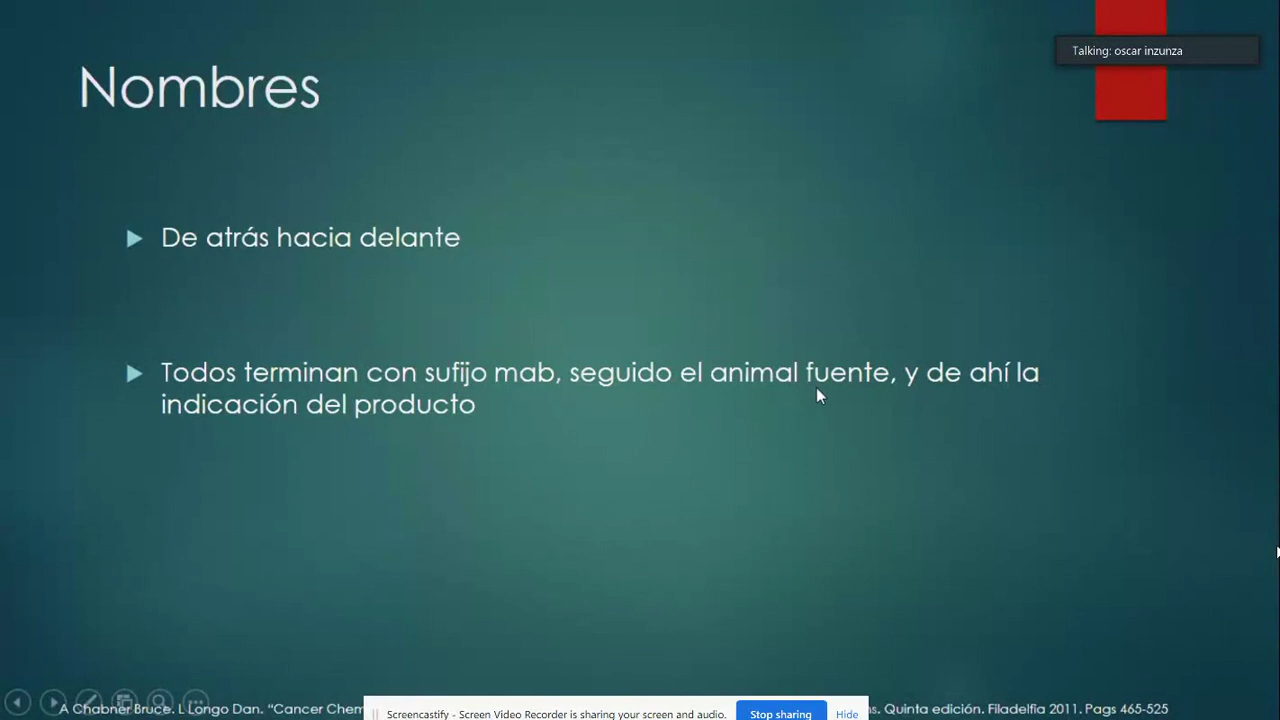 Talking: oscar inzunza
Nombres
De atrás hacia delante
Todos terminan con sufijo mab, seguido el animal fuente, y de ahí la
indicación del producto
A Chabner Bruce. L Longo Dan. “Cancer Chem
s. Quinta edición. Filadelfia 2011. Pags 465-525
Screencastify - Screen Video Recorder is sharing your screen and audio. Stop sharing Hide